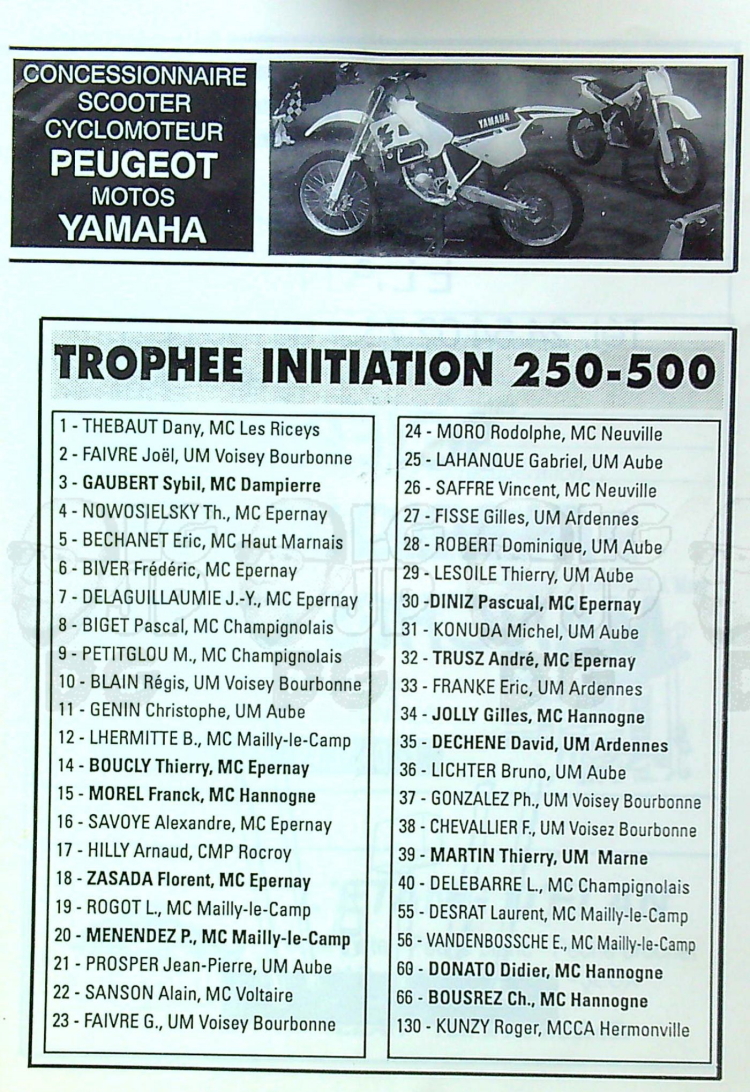 CONCESSIONNAIRE
SCOOTER
CYCLOMOTEUR
PEUGEOT
MOTOS
YAMAHA
YAMAHA
TROPHEE INITIATION 250-500
1 - THEBAUT Dany, MC Les Riceys
2 - FAIVRE Joël, UM Voisey Bourbonne
3 - GAUBERT Sybil, MC Dampierre
4 - NOWOSIELSKY Th., MC Epernay
5 - BECHANET Eric, MC Haut Marnais
6 - BIVER Frédéric, MC Epernay
7 - DELAGUILLAUMIE J.-Y., MC Epernay
8 - BIGET Pascal, MC Champignolais
9 - PETITGLOU M., MC Champignolais
10 - BLAIN Régis, UM Voisey Bourbonne
11 - GENIN Christophe, UM Aube
12 - LHERMITTE B., MC Mailly-le-Camp
14 - BOUCLY Thierry, MC Epernay
15 - MOREL Franck, MC Hannogne
16 - SAVOYE Alexandre, MC Epernay
17 - HILLY Arnaud, CMP Rocroy
18 - ZASADA Florent, MC Epernay
19 - ROGOT L., MC Mailly-le-Camp
20 - MENENDEZ P., MC Mailly-le-Camp
21 - PROSPER Jean-Pierre, UM Aube
22 - SANSON Alain, MC Voltaire
23 - FAIVRE G., UM Voisey Bourbonne
24 - MORO Rodolphe, MC Neuville
25 - LAHANQUE Gabriel, UM Aube
26 - SAFFRE Vincent, MC Neuville
27 - FISSE Gilles, UM Ardennes
28 - ROBERT Dominique, UM Aube
29 - LESOILE Thierry, UM Aube
30 -DINIZ Pascual, MC Epernay
31 - KONUDA Michel, UM Aube
32 - TRUSZ André, MC Epernay
33 - FRANKE Eric, UM Ardennes
34 - JOLLY Gilles, MC Hannogne
35 - DECHENE David, UM Ardennes
36 - LICHTER Bruno, UM Aube
37 - GONZALEZ Ph., UM Voisey Bourbonne
38 - CHEVALLIER F., UM Voisez Bourbonne
39 - MARTIN Thierry, UM Marne
40 - DELEBARRE L., MC Champignolais
55 - DESRAT Laurent, MC Mailly-le-Camp
56 - VANDENBOSSCHE E., MC Mailly-le-Camp
60 - DONATO Didier, MC Hannogne
66 - BOUSREZ Ch., MC Hannogne
130 - KUNZY Roger, MCCA Hermonville